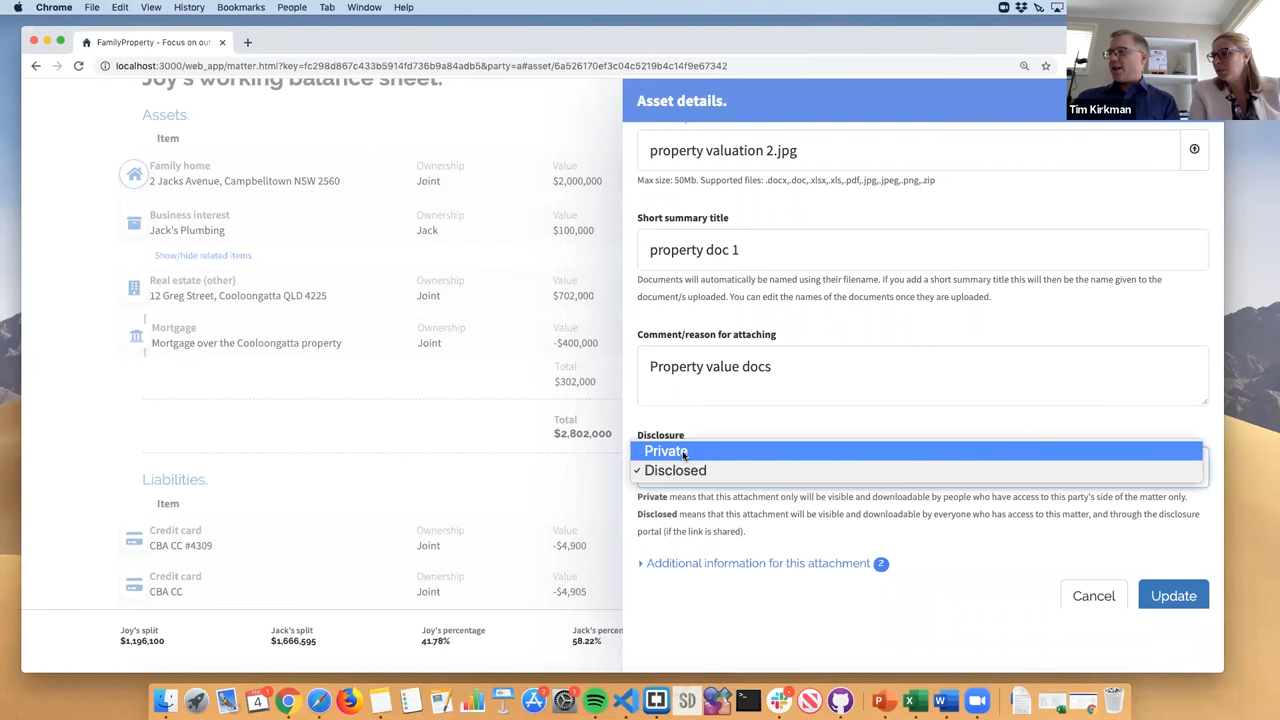 Chrome File Edit View History Bookmarks People Tab Window Help
FamilyProperty - Focus on out
localhost:3000/web_app/matter.html?key=fc298d867c433b5914fd736b9a84adb5&party=a#asset/6a526170ef3c04c5219b4c14f9e67342
Tim Kirkman
Joy's working balance sheet.
Assets.
Item
Family home Ownership Value
2 Jacks Avenue, Campbelltown NSW 2560 Joint $2,000,000
Business interest Ownership Value
Jack's Plumbing Jack $100,000
Show/hide related items
Real estate (other) Ownership Value
12 Greg Street, Cooloongatta QLD 4225 Joint $702,000
Mortgage Ownership Value
Mortgage over the Cooloongatta property Joint -$400,000
Total
$302,000
Total
$2,802,000
Liabilities.
Item
Credit card Ownership Value
CBA CC #4309 Joint -$4,900
Credit card Ownership Value
CBA CC Joint -$4,905
Joy's split Jack's split Joy's percentage Jack's percen
$1,196,100 $1,666,595 41.78% 58.22%
Asset details.
property valuation 2.jpg
Max size: 50Mb. Supported files: .docx,.doc,.xlsx,.xls,.pdf,.jpg,.jpeg,.png,.zip
Short summary title
property doc 1
Documents will automatically be named using their filename. If you add a short summary title this will then be the name given to the
document/s uploaded. You can edit the names of the documents once they are uploaded.
Comment/reason for attaching
Property value docs
Disclosure
Private
✓ Disclosed
Private means that this attachment only will be visible and downloadable by people who have access to this party's side of the matter only.
Disclosed means that this attachment will be visible and downloadable by everyone who has access to this matter, and through the disclosure
portal (if the link is shared).
Additional information for this attachment 2
Cancel Update